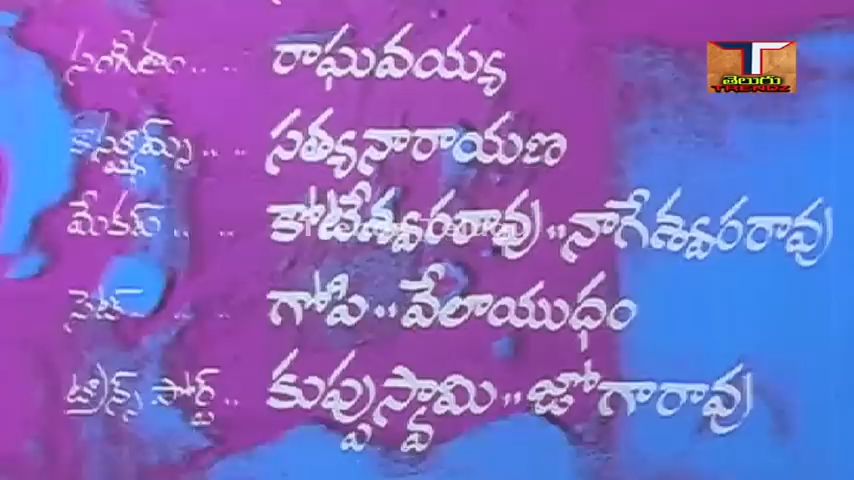 సంగీతం.. .. రాఘవయ్య
కాస్ట్యూమ్స్.. .. సత్యనారాయణ
మేకప్.. .. కోటేశ్వరరావు..నాగేశ్వరరావు
సెట్.. .. గోపి..వేలాయుధం
ట్రాన్స్ పోర్ట్.. కుప్పుస్వామి..జోగారావు
తెలుగు
TRENDZ